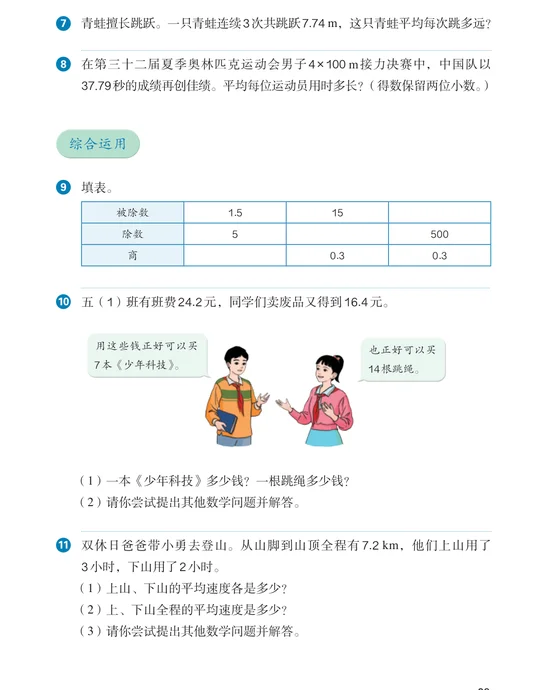 7 青蛙擅长跳跃。一只青蛙连续3次共跳跃7.74 m，这只青蛙平均每次跳多远？
8 在第三十二届夏季奥林匹克运动会男子4×100 m接力决赛中，中国队以
37.79秒的成绩再创佳绩。平均每位运动员用时多长？（得数保留两位小数。）
综合运用
9 填表。
被除数 1.5 15
除数 5 500
商 0.3 0.3
10 五（1）班有班费24.2元，同学们卖废品又得到16.4元。
用这些钱正好可以买
7本《少年科技》。
也正好可以买
14根跳绳。
（1）一本《少年科技》多少钱？一根跳绳多少钱？
（2）请你尝试提出其他数学问题并解答。
11 双休日爸爸带小勇去登山。从山脚到山顶全程有7.2 km，他们上山用了
3小时，下山用了2小时。
（1）上山、下山的平均速度各是多少？
（2）上、下山全程的平均速度是多少？
（3）请你尝试提出其他数学问题并解答。